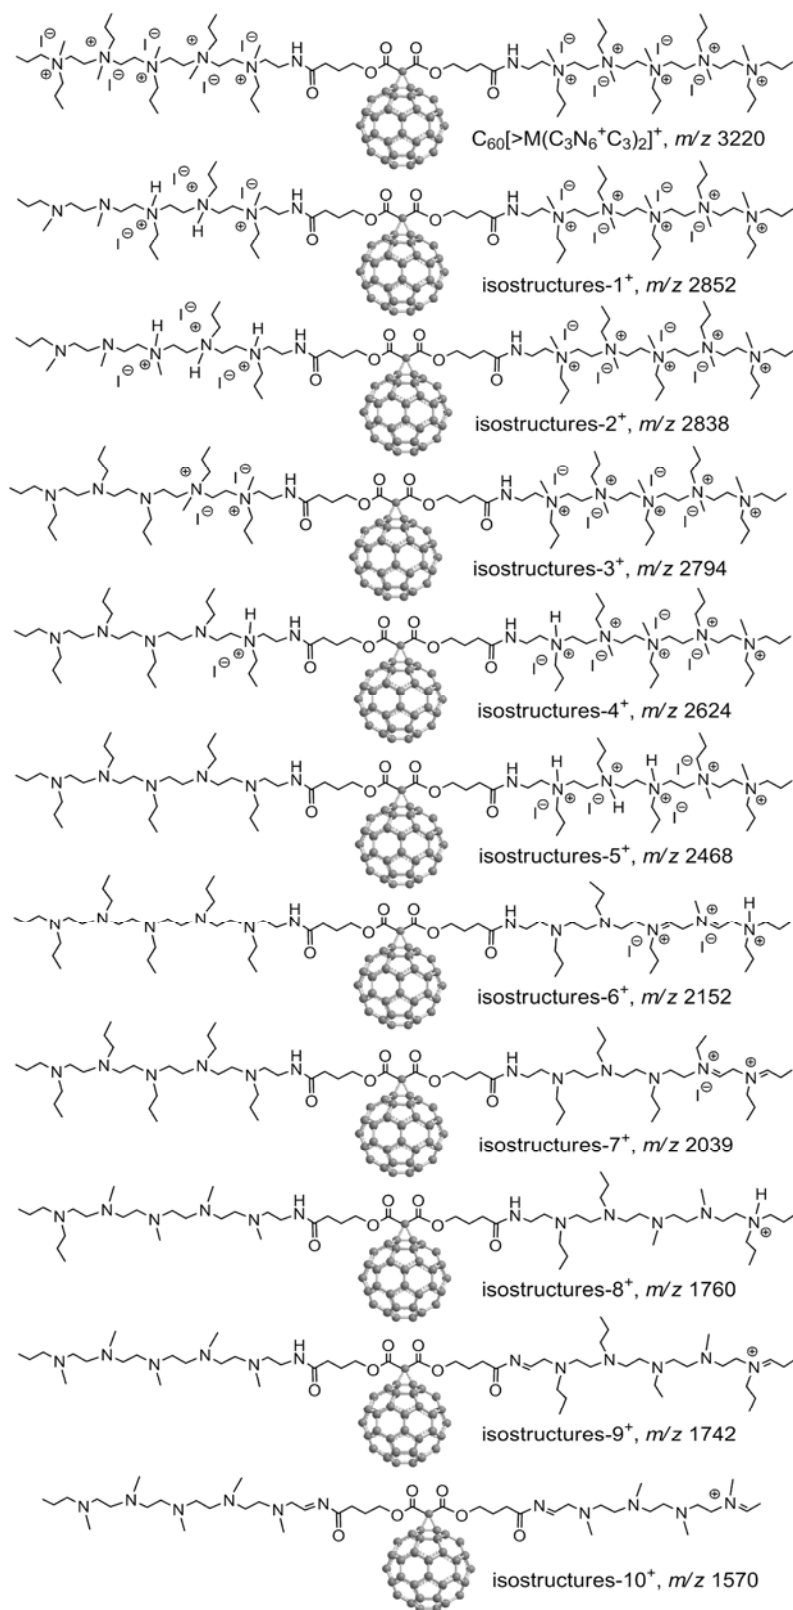 C₆₀[>M(C₃N₆⁺C₃)₂]⁺, m/z 3220
isostructures-1⁺, m/z 2852
isostructures-2⁺, m/z 2838
isostructures-3⁺, m/z 2794
isostructures-4⁺, m/z 2624
isostructures-5⁺, m/z 2468
isostructures-6⁺, m/z 2152
isostructures-7⁺, m/z 2039
isostructures-8⁺, m/z 1760
isostructures-9⁺, m/z 1742
isostructures-10⁺, m/z 1570